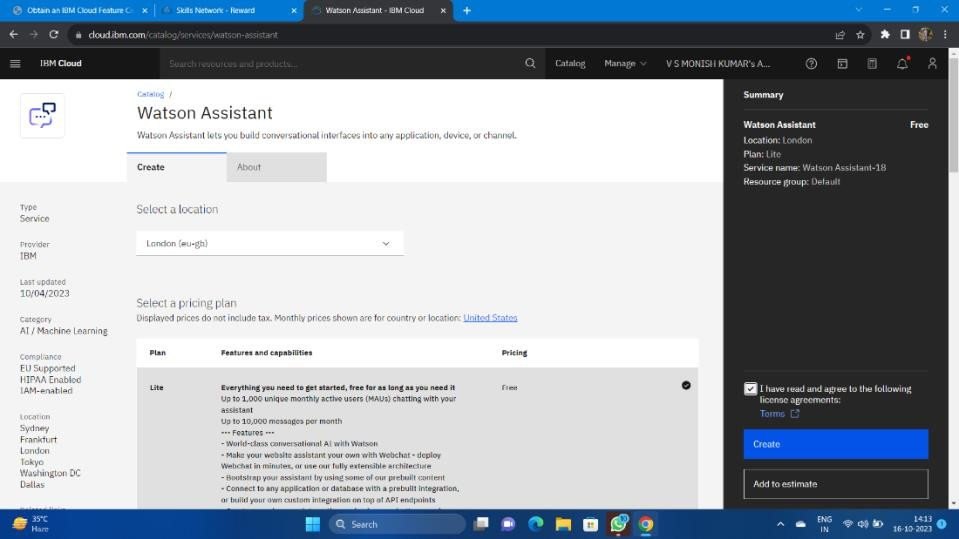 Obtain an IBM Cloud Feature C
Skills Network - Reward
Watson Assistant - IBM Cloud
cloud.ibm.com/catalog/services/watson-assistant
IBM Cloud
Search resources and products...
Catalog
Manage
V S MONISH KUMAR's A...
Catalog /
Watson Assistant
Watson Assistant lets you build conversational interfaces into any application, device, or channel.
Create
About
Type
Service
Provider
IBM
Last updated
10/04/2023
Category
AI / Machine Learning
Compliance
EU Supported
HIPAA Enabled
IAM-enabled
Location
Sydney
Frankfurt
London
Tokyo
Washington DC
Dallas
Select a location
London (eu-gb)
Select a pricing plan
Displayed prices do not include tax. Monthly prices shown are for country or location: United States
Plan
Features and capabilities
Pricing
Lite
Everything you need to get started, free for as long as you need it
Free
Up to 1,000 unique monthly active users (MAUs) chatting with your
assistant
Up to 10,000 messages per month
--- Features ---
- World-class conversational AI with Watson
- Make your website assistant your own with Webchat - deploy
Webchat in minutes, or use our fully extensible architecture
- Bootstrap your assistant by using some of our prebuilt content
- Connect to any application or database with a prebuilt integration,
or build your own custom integration on top of API endpoints
Summary
Watson Assistant
Free
Location: London
Plan: Lite
Service name: Watson Assistant-18
Resource group: Default
I have read and agree to the following
license agreements:
Terms
Create
Add to estimate
35°C
Haze
Search
ENG
IN
14:13
16-10-2023